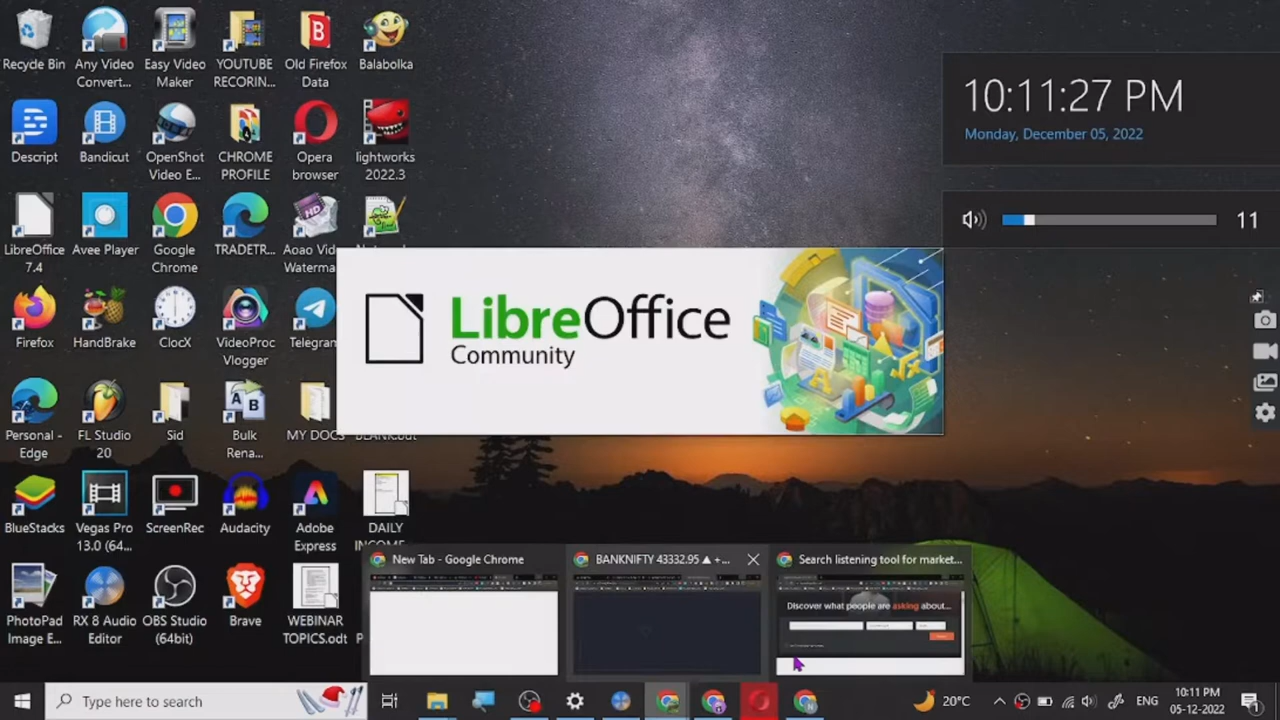 Recycle Bin
Any Video
Convert...
Easy Video
Maker
YOUTUBE
RECORIN...
Old Firefox
Data
Balabolka
Descript
Bandicut
OpenShot
Video E...
CHROME
PROFILE
Opera
browser
lightworks
2022.3
LibreOffice
7.4
Avee Player
Google
Chrome
TRADETR...
Aoao Vid
Waterma
Firefox
HandBrake
ClocX
VideoProc
Vlogger
Telegram
Personal -
Edge
FL Studio
20
Sid
Bulk
Rena...
MY DOCS
BlueStacks
Vegas Pro
13.0 (64...
ScreenRec
Audacity
Adobe
Express
DAILY
PhotoPad
Image E...
RX 8 Audio
Editor
OBS Studio
(64bit)
Brave
WEBINAR
TOPICS.odt
10:11:27 PM
Monday, December 05, 2022
11
LibreOffice
Community
New Tab - Google Chrome
BANKNIFTY 43332.95 ▲ +...
Search listening tool for market...
Discover what people are asking about...
Type here to search
20°C
ENG
10:11 PM
05-12-2022
1